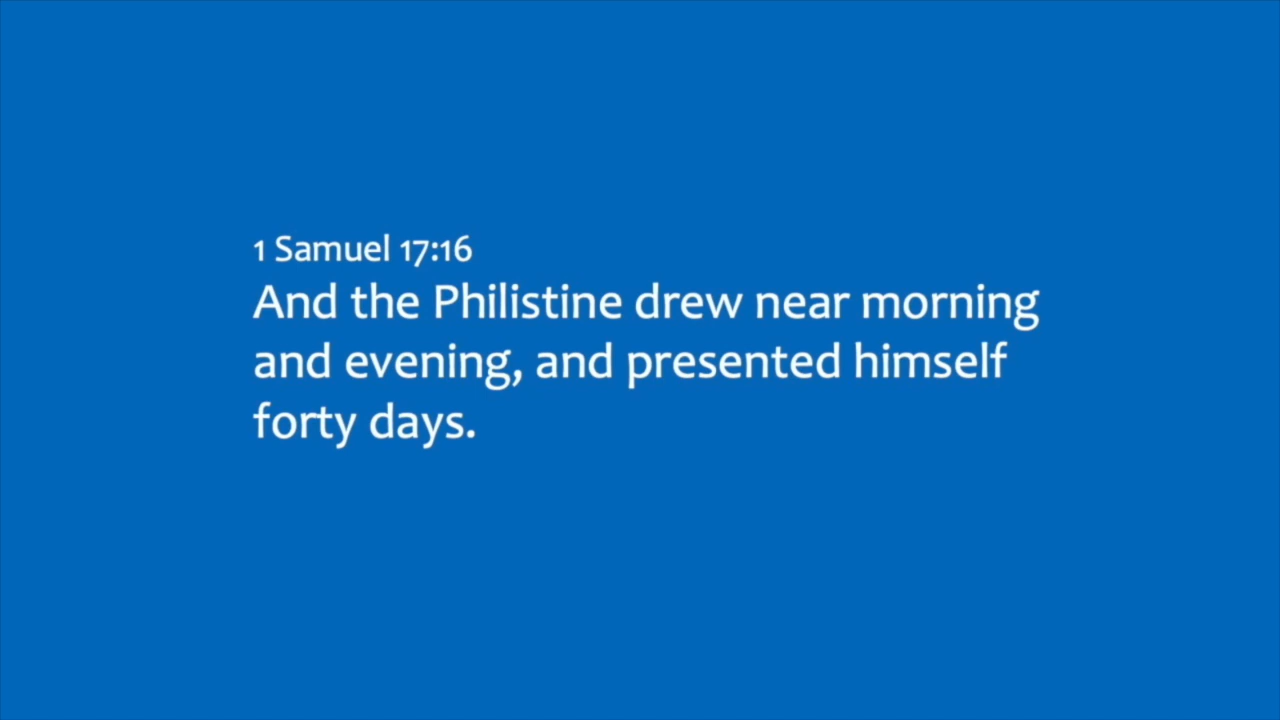 1 Samuel 17:16
And the Philistine drew near morning
and evening, and presented himself
forty days.